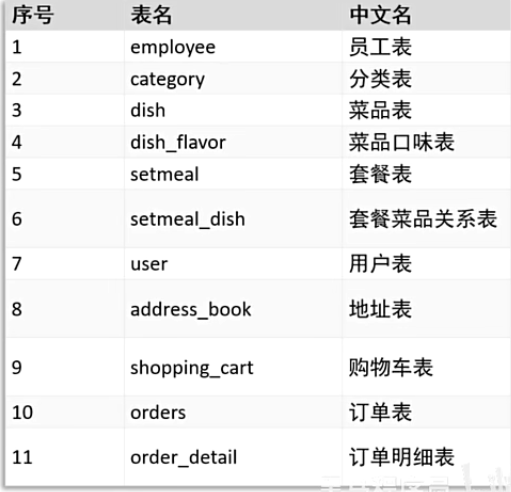 序号 表名 中文名
1 employee 员工表
2 category 分类表
3 dish 菜品表
4 dish_flavor 菜品口味表
5 setmeal 套餐表
6 setmeal_dish 套餐菜品关系表
7 user 用户表
8 address_book 地址表
9 shopping_cart 购物车表
10 orders 订单表
11 order_detail 订单明细表